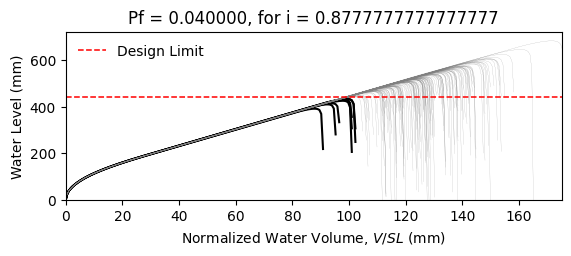 Pf = 0.040000, for i = 0.8777777777777777
Design Limit
Water Level (mm)
600
400
200
0
0 20 40 60 80 100 120 140 160
Normalized Water Volume, V/SL (mm)